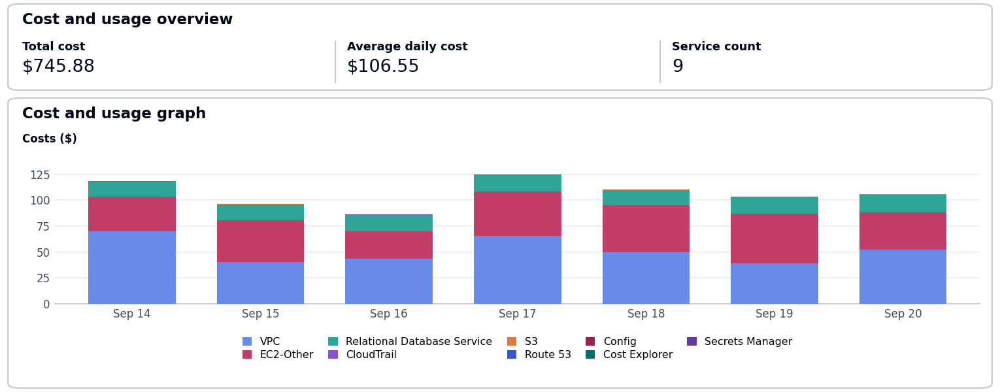 Cost and usage overview
Total cost
Average daily cost
Service count
$745.88
$106.55
9
Cost and usage graph
Costs ($)
125
100
75
50
25
0
Sep 14
Sep 15
Sep 16
Sep 17
Sep 18
Sep 19
Sep 20
VPC
Relational Database Service
S3
Config
Secrets Manager
EC2-Other
CloudTrail
Route 53
Cost Explorer